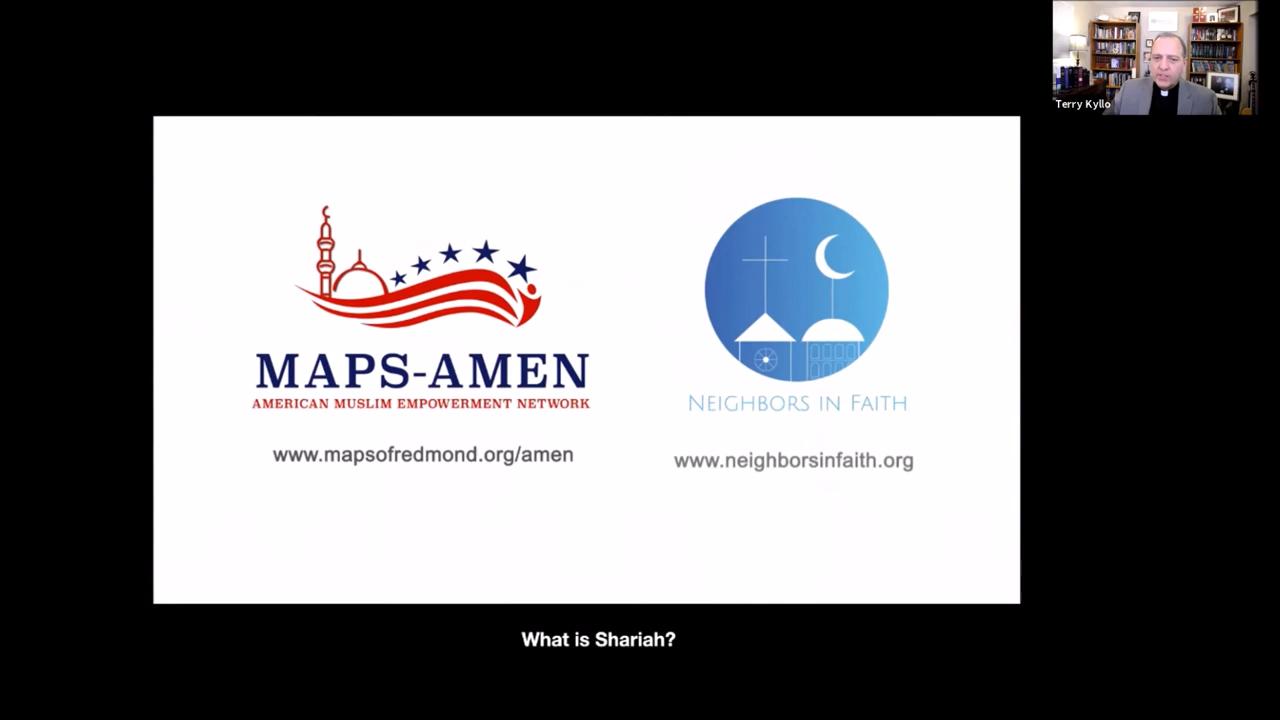 Terry Kyllo
MAPS-AMEN
AMERICAN MUSLIM EMPOWERMENT NETWORK
www.mapsofredmond.org/amen
NEIGHBORS IN FAITH
www.neighborsinfaith.org
What is Shariah?